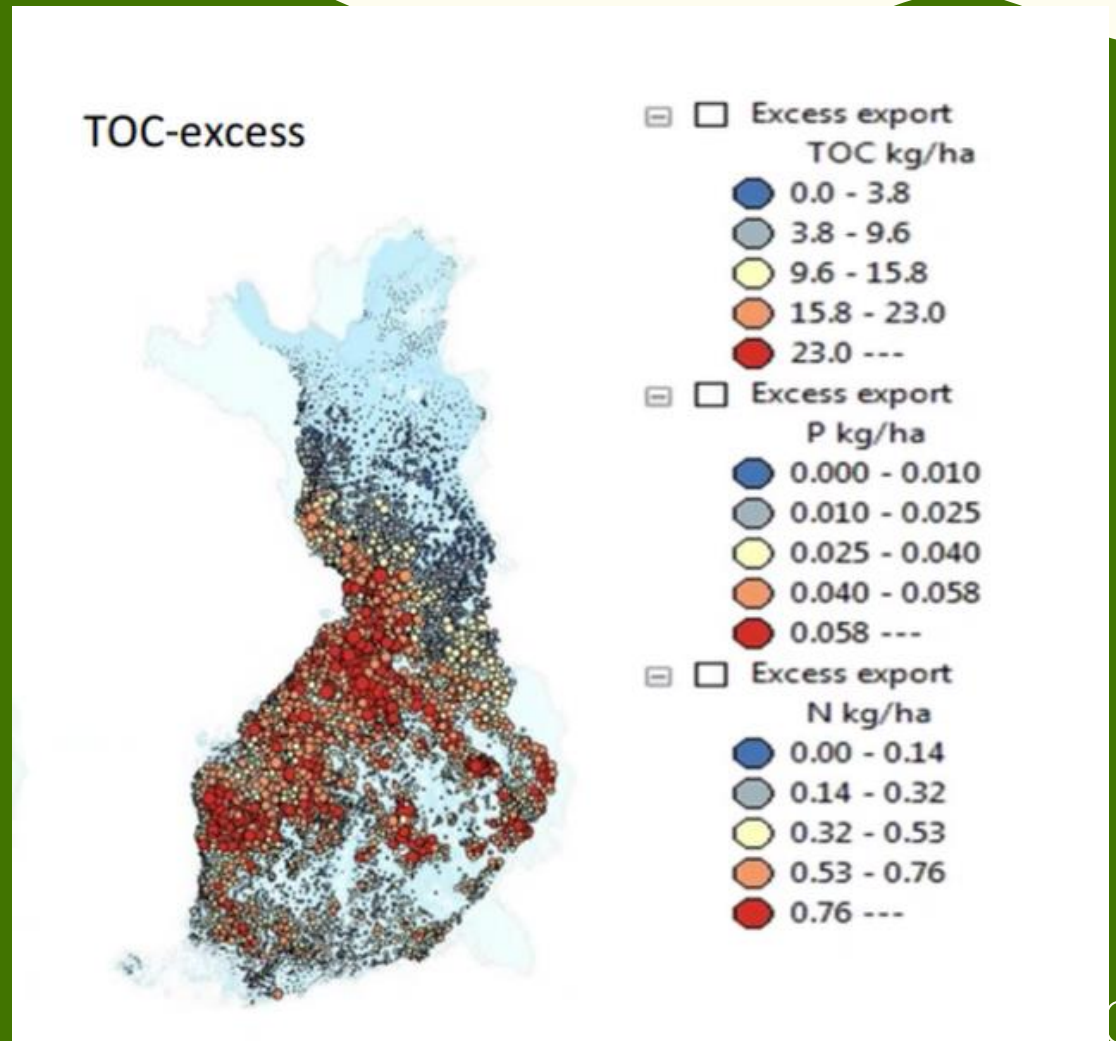 TOC-excess
Excess export
TOC kg/ha
0.0 - 3.8
3.8 - 9.6
9.6 - 15.8
15.8 - 23.0
23.0 ---
Excess export
P kg/ha
0.000 - 0.010
0.010 - 0.025
0.025 - 0.040
0.040 - 0.058
0.058 ---
Excess export
N kg/ha
0.00 - 0.14
0.14 - 0.32
0.32 - 0.53
0.53 - 0.76
0.76 ---